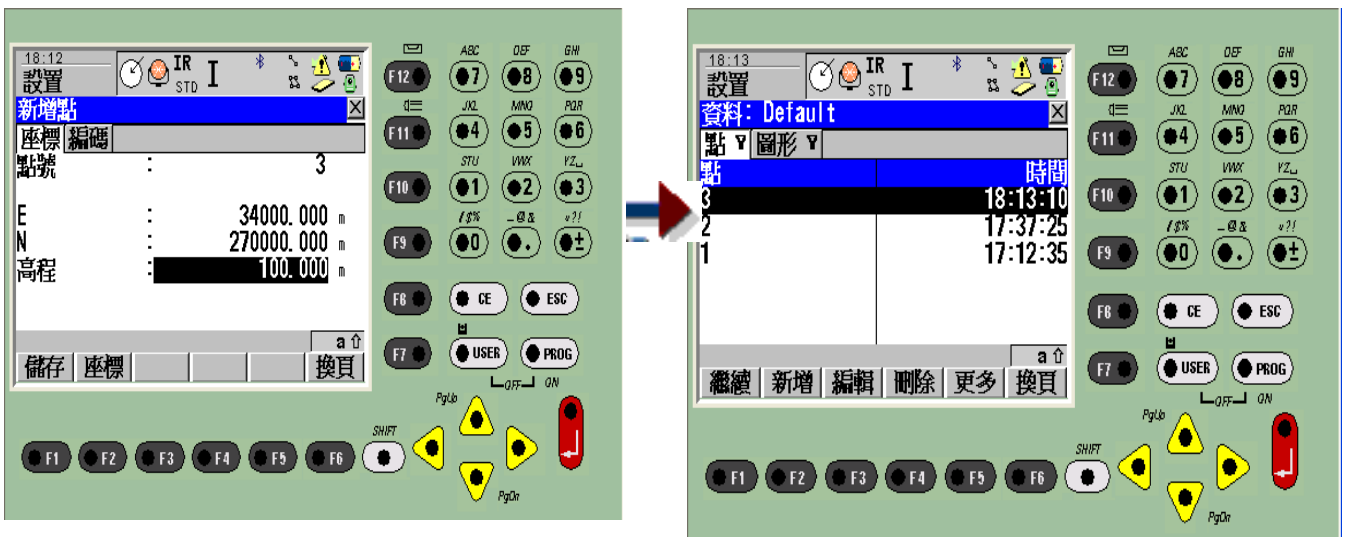 18:12
設置
IR
STD
I
新增點
座標 編碼
點號 : 3
E : 34000.000 m
N : 270000.000 m
高程 : 100.000 m
a
儲存 座標 換頁
F12
ABC
7
DEF
8
GHI
9
F11
JKL
4
MNO
5
PQR
6
F10
STU
1
VWX
2
YZ
3
F9
/$%
0
_@&
.
*?!
±
F8
CE
ESC
F7
USER
PROG
OFF
ON
PgUp
SHIFT
F1 F2 F3 F4 F5 F6
PgDn
18:13
設置
IR
STD
I
資料: Default
點 圖形
點 時間
3 18:13:10
2 17:37:25
1 17:12:35
a
繼續 新增 編輯 刪除 更多 換頁
F12
ABC
7
DEF
8
GHI
9
F11
JKL
4
MNO
5
PQR
6
F10
STU
1
VWX
2
YZ
3
F9
/$%
0
_@&
.
*?!
±
F8
CE
ESC
F7
USER
PROG
OFF
ON
PgUp
SHIFT
F1 F2 F3 F4 F5 F6
PgDn